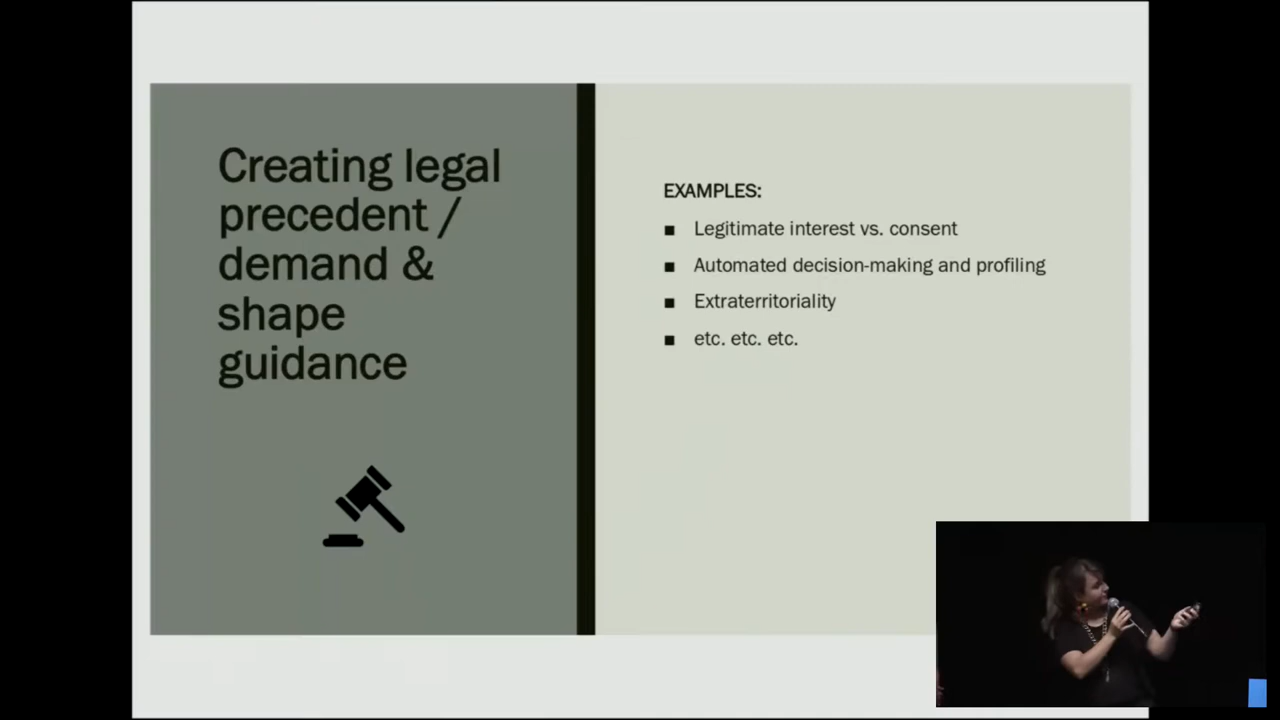 Creating legal
precedent /
demand &
shape
guidance
EXAMPLES:
■ Legitimate interest vs. consent
■ Automated decision-making and profiling
■ Extraterritoriality
■ etc. etc. etc.